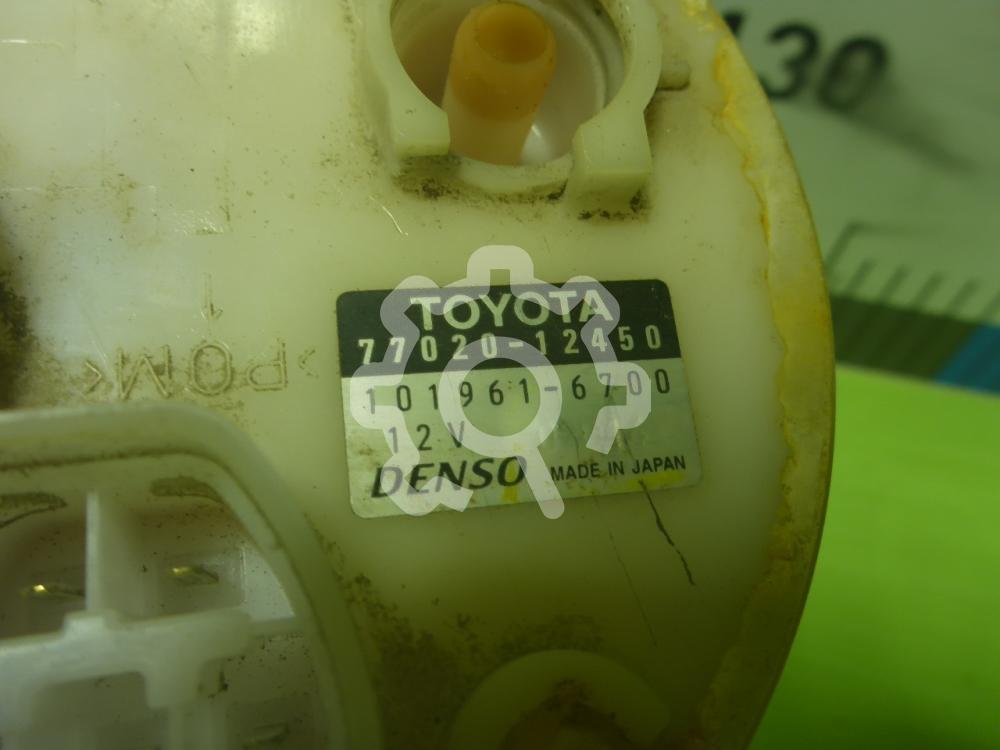 130
TOYOTA
77020-12450
>POM<
101961-6700
12V
DENSO MADE IN JAPAN